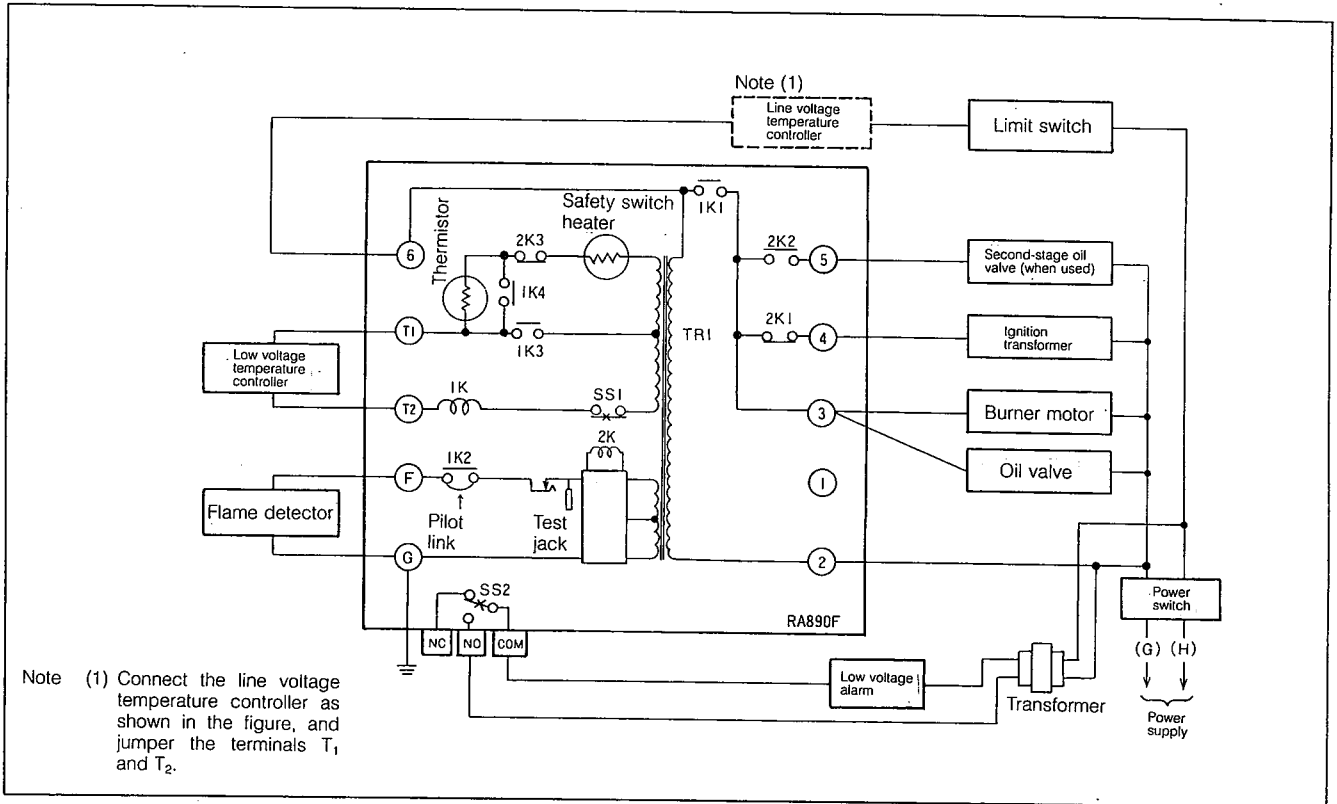 Note (1)
Line voltage
temperature
controller
Limit switch
Thermistor
Safety switch
heater
1K1
6
2K3
2K2
5
Second-stage oil
valve (when used)
1K4
T1
1K3
TR1
2K1
4
Ignition
transformer
Low voltage
temperature
controller
1K
SS1
T2
3
Burner motor
2K
1K2
F
Oil valve
1
Flame detector
Pilot
link
Test
jack
G
2
SS2
Power
switch
RA890F
NC NO COM
(G) (H)
Low voltage
alarm
Transformer
Power
supply
Note (1) Connect the line voltage
temperature controller as
shown in the figure, and
jumper the terminals T₁
and T₂.